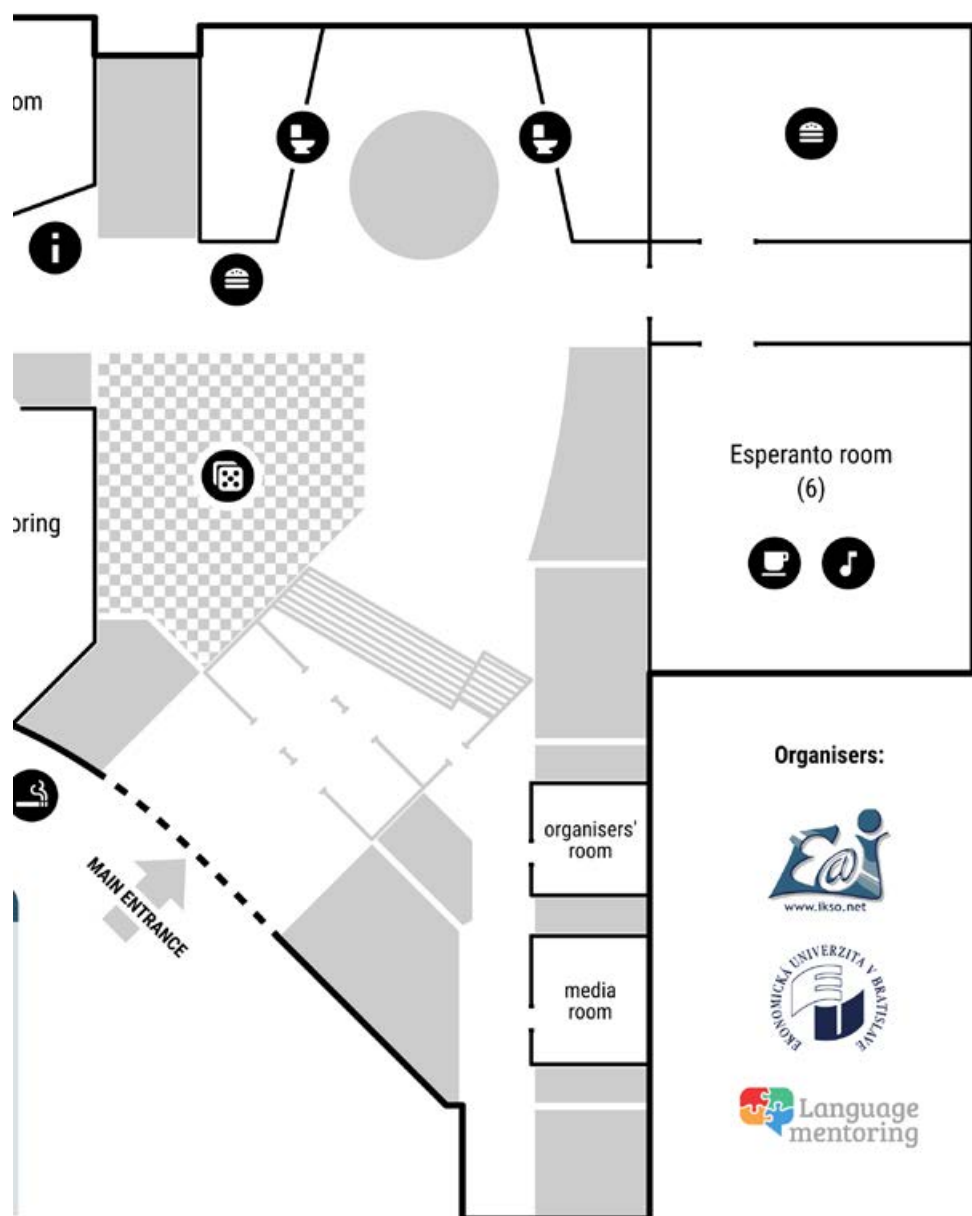 om
oring
Esperanto room
(6)
MAIN ENTRANCE
organisers'
room
media
room
Organisers:
E@I
www.ikso.net
EKONOMICKÁ UNIVERZITA V BRATISLAVE
Language
mentoring